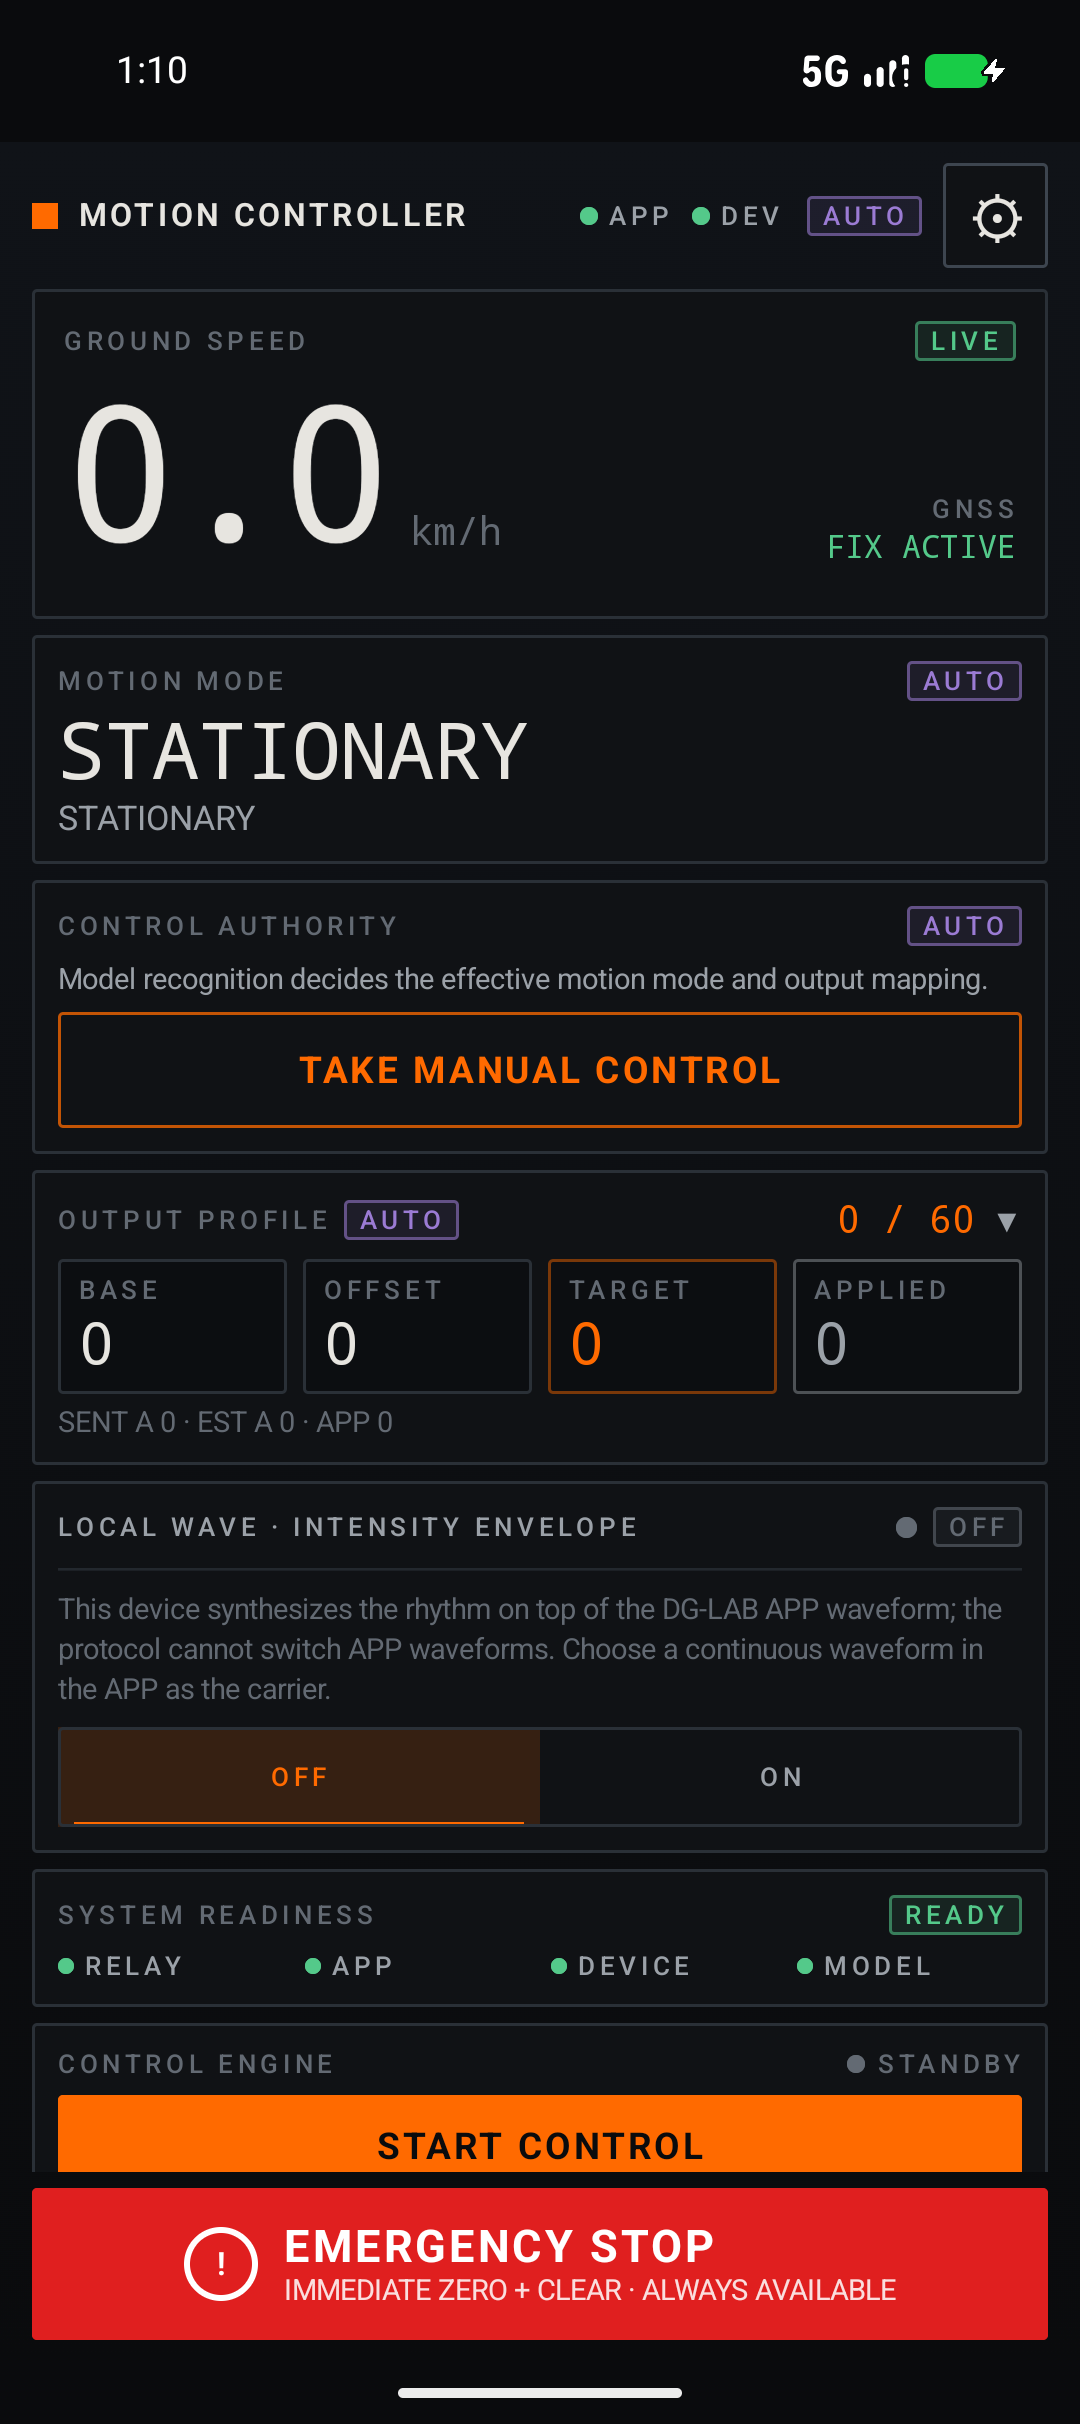 1:10
5G
MOTION CONTROLLER
APP
DEV
AUTO
GROUND SPEED
LIVE
0.0 km/h
GNSS
FIX ACTIVE
MOTION MODE
AUTO
STATIONARY
STATIONARY
CONTROL AUTHORITY
AUTO
Model recognition decides the effective motion mode and output mapping.
TAKE MANUAL CONTROL
OUTPUT PROFILE
AUTO
0 / 60 ▼
BASE
0
OFFSET
0
TARGET
0
APPLIED
0
SENT A 0 · EST A 0 · APP 0
LOCAL WAVE · INTENSITY ENVELOPE
OFF
This device synthesizes the rhythm on top of the DG-LAB APP waveform; the
protocol cannot switch APP waveforms. Choose a continuous waveform in
the APP as the carrier.
OFF
ON
SYSTEM READINESS
READY
RELAY
APP
DEVICE
MODEL
CONTROL ENGINE
STANDBY
START CONTROL
!
EMERGENCY STOP
IMMEDIATE ZERO + CLEAR · ALWAYS AVAILABLE